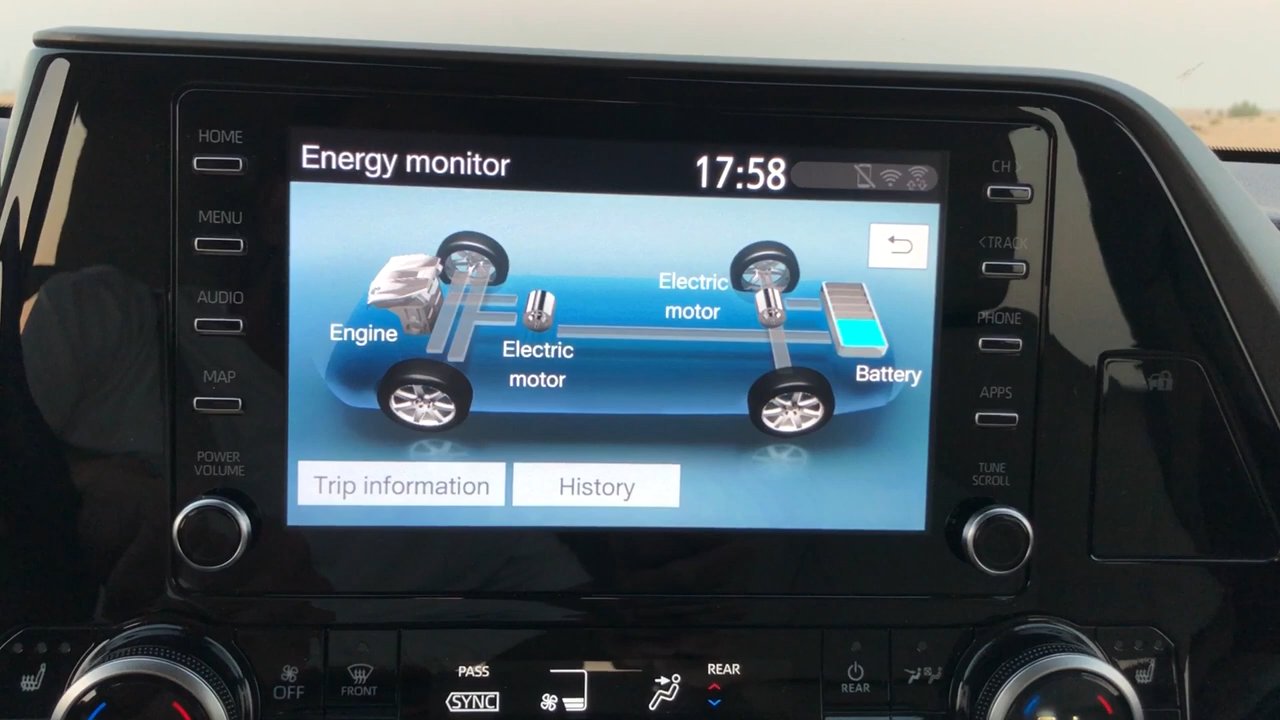 HOME
MENU
AUDIO
MAP
POWER
VOLUME
Energy monitor
17:58
Engine
Electric
motor
Electric
motor
Battery
Trip information
History
CH >
<TRACK
PHONE
APPS
TUNE
SCROLL
OFF
FRONT
PASS
SYNC
REAR
REAR